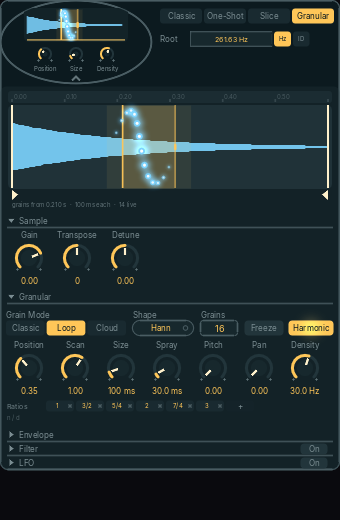 Classic One-Shot Slice Granular
Root 261.63 Hz Hz ID
Position Size Density
0.00 0.10 0.20 0.30 0.40 0.50
grains from 0.210 s · 100 ms each · 14 live
Sample
Gain Transpose Detune
0.00 0 0.00
Granular
Grain Mode Shape Grains
Classic Loop Cloud Hann 16 Freeze Harmonic
Position Scan Size Spray Pitch Pan Density
0.35 1.00 100 ms 30.0 ms 0.00 0.00 30.0 Hz
Ratios 1 3/2 5/4 2 7/4 3 +
n / d
Envelope
Filter On
LFO On